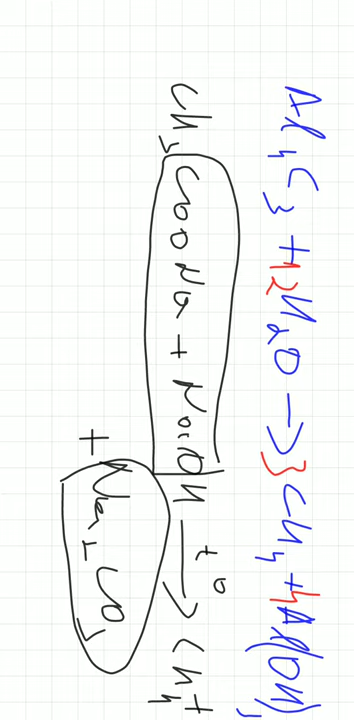 Al₄C₃ + 12H₂O → 3CH₄ + 4Al(OH)₃
CH₃COONa + NaOH →t° CH₄ +
+ Na₂CO₃